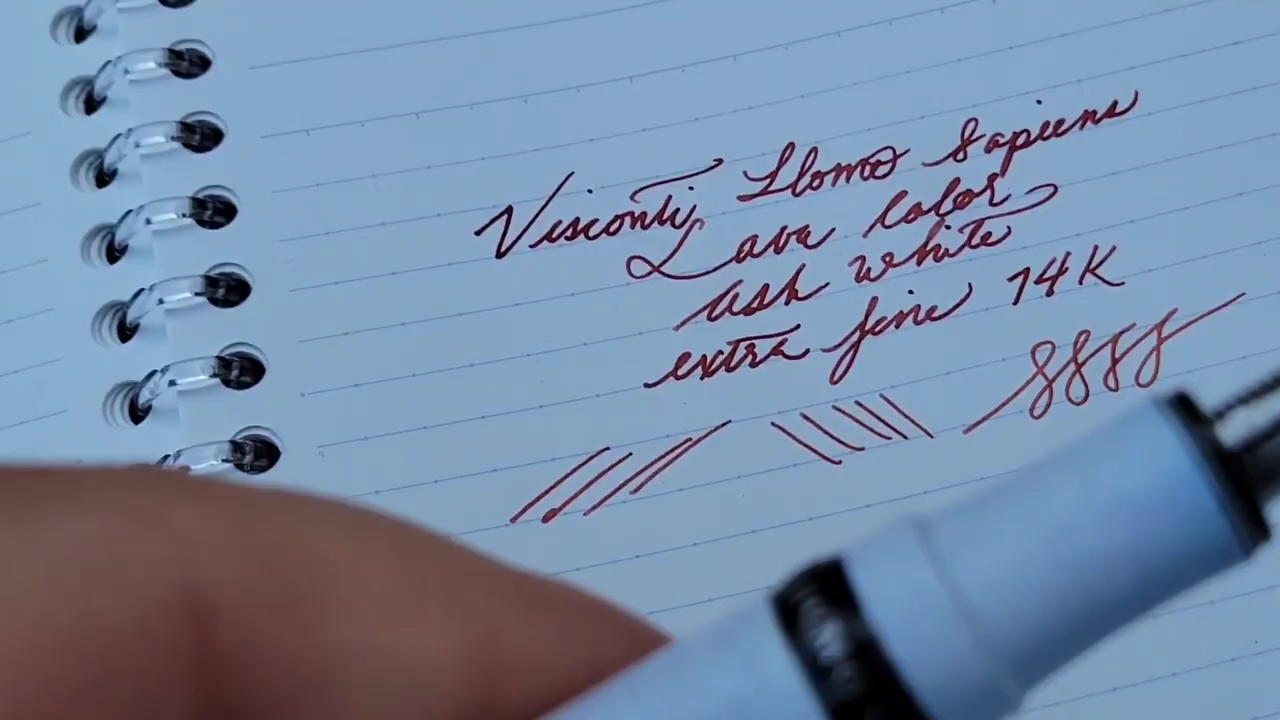 Visconti Homo Sapiens
Lava color
ash white
extra fine 14K